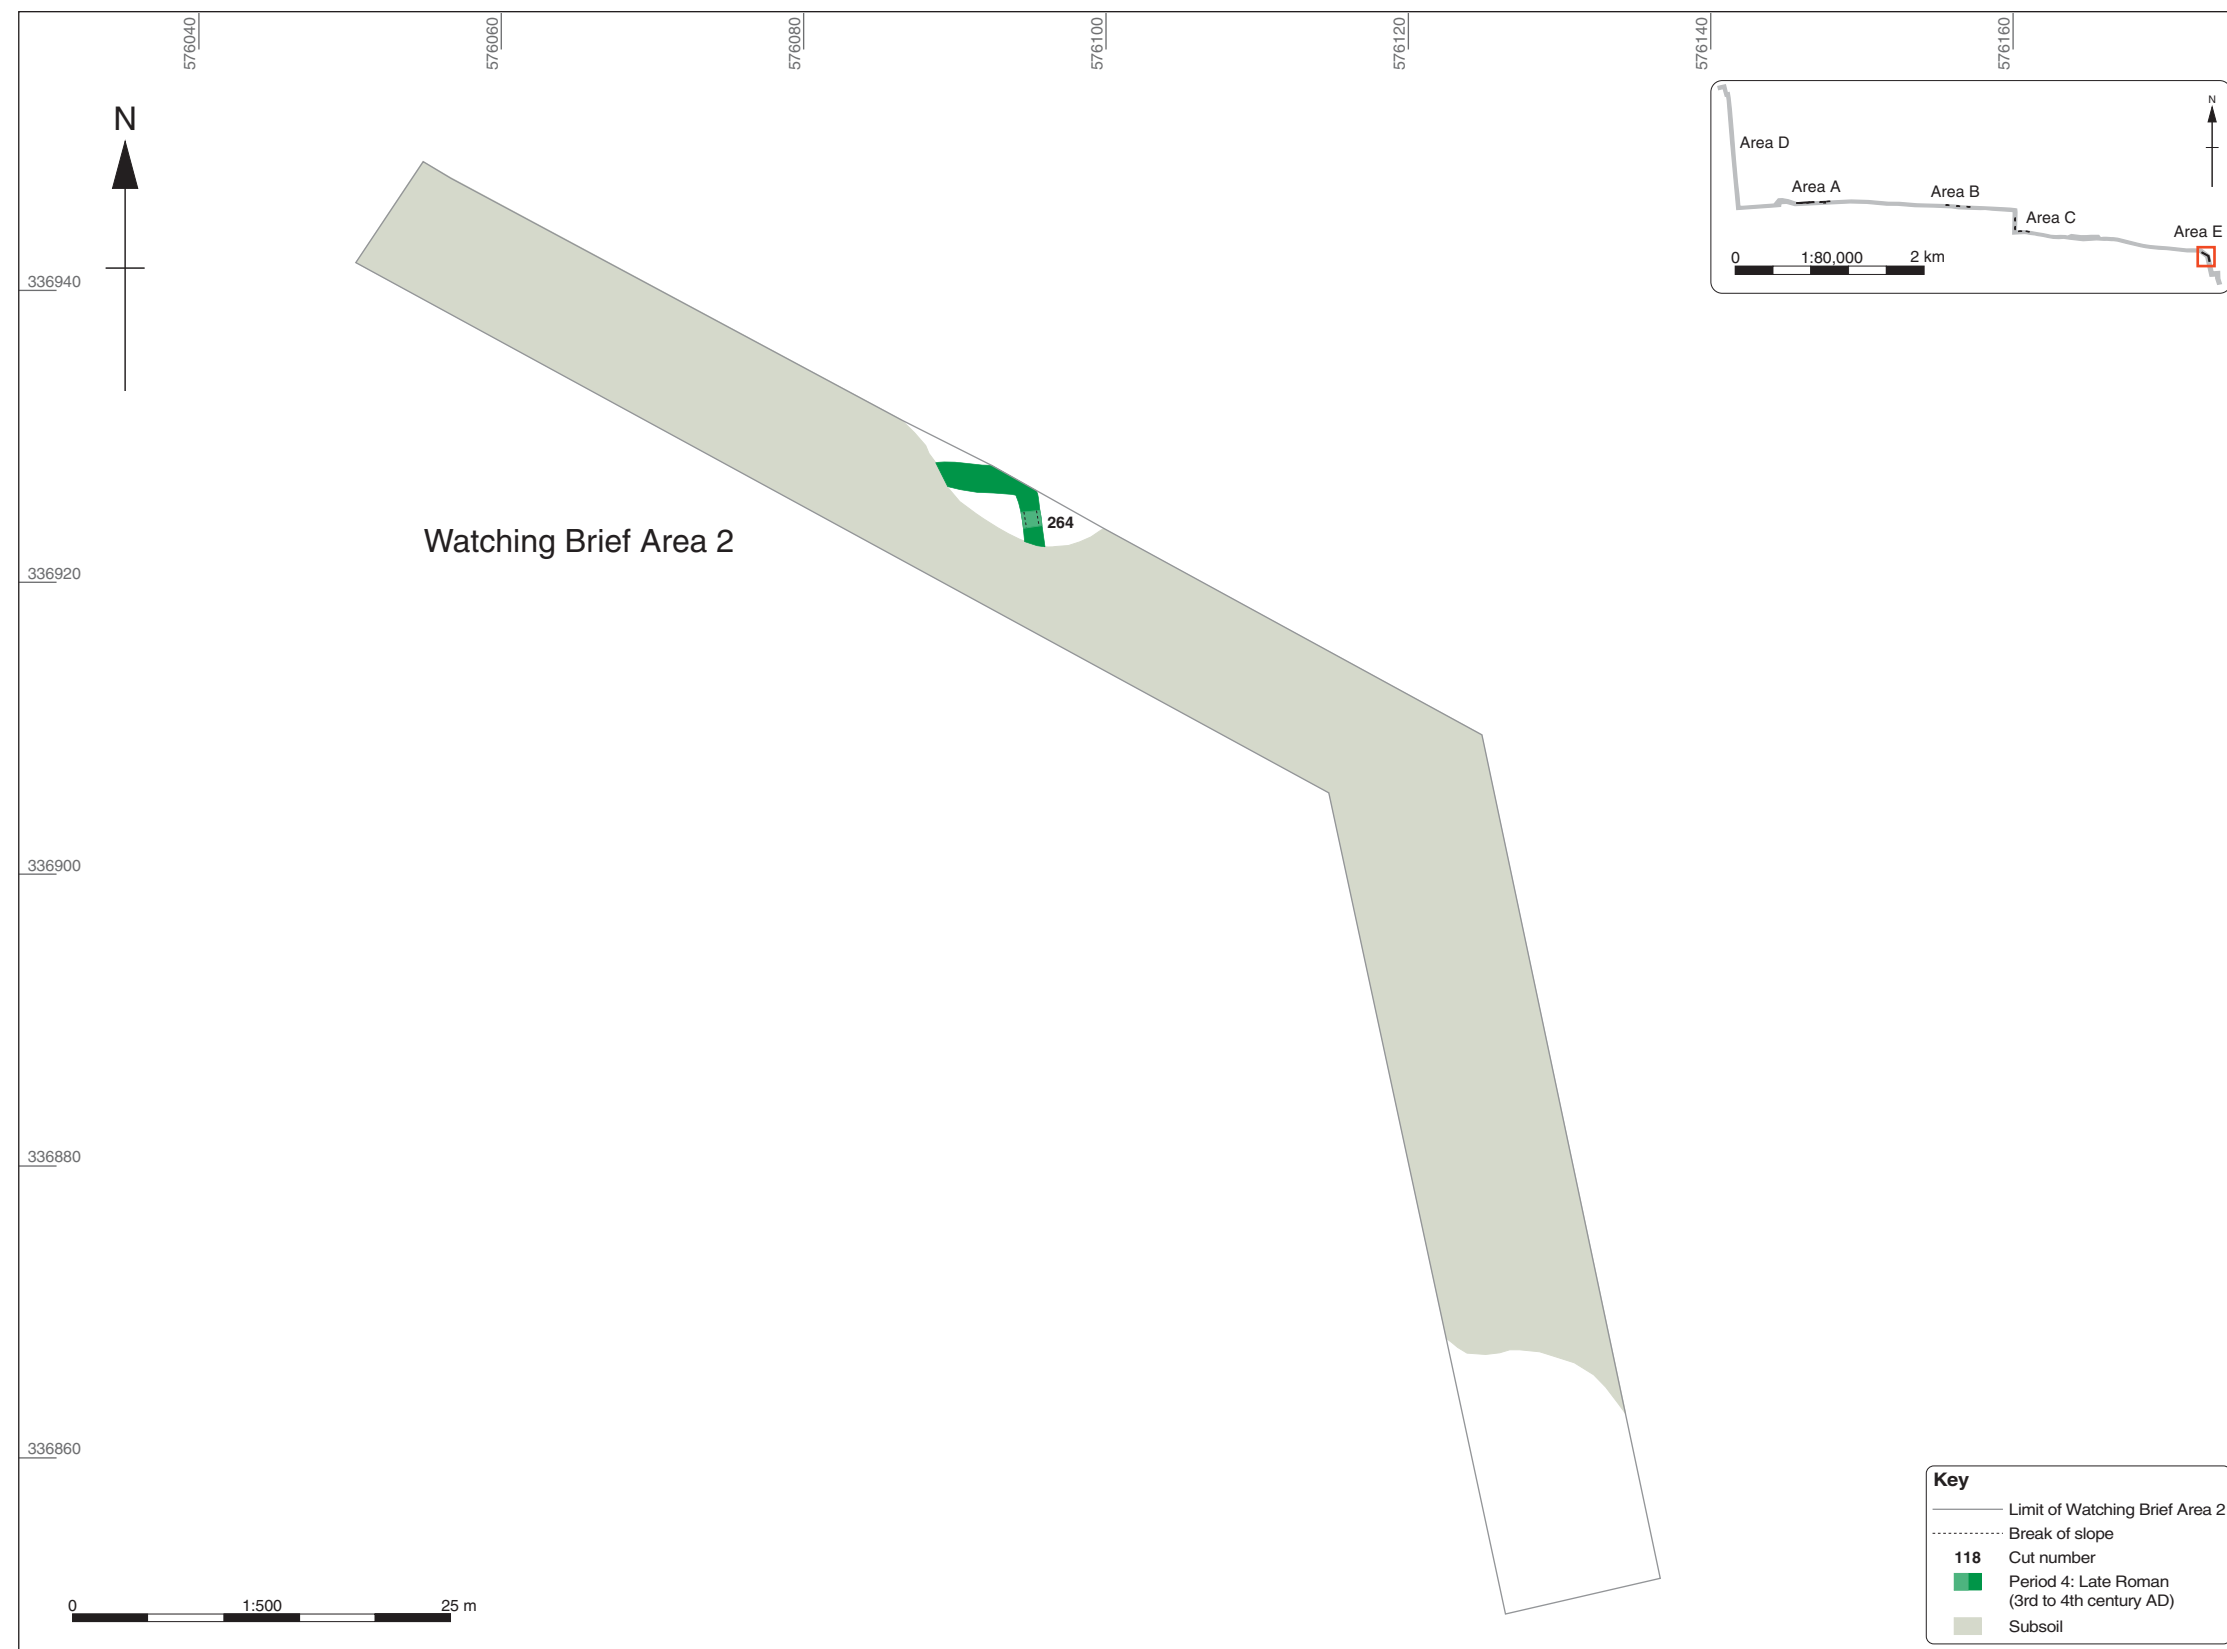 576040
576060
576080
576100
576120
576140
576160
N
N
Area D
Area A
Area B
Area C
Area E
0 1:80,000 2 km
336940
264
Watching Brief Area 2
336920
336900
336880
336860
Key
Limit of Watching Brief Area 2
Break of slope
118 Cut number
Period 4: Late Roman
(3rd to 4th century AD)
Subsoil
0 1:500 25 m